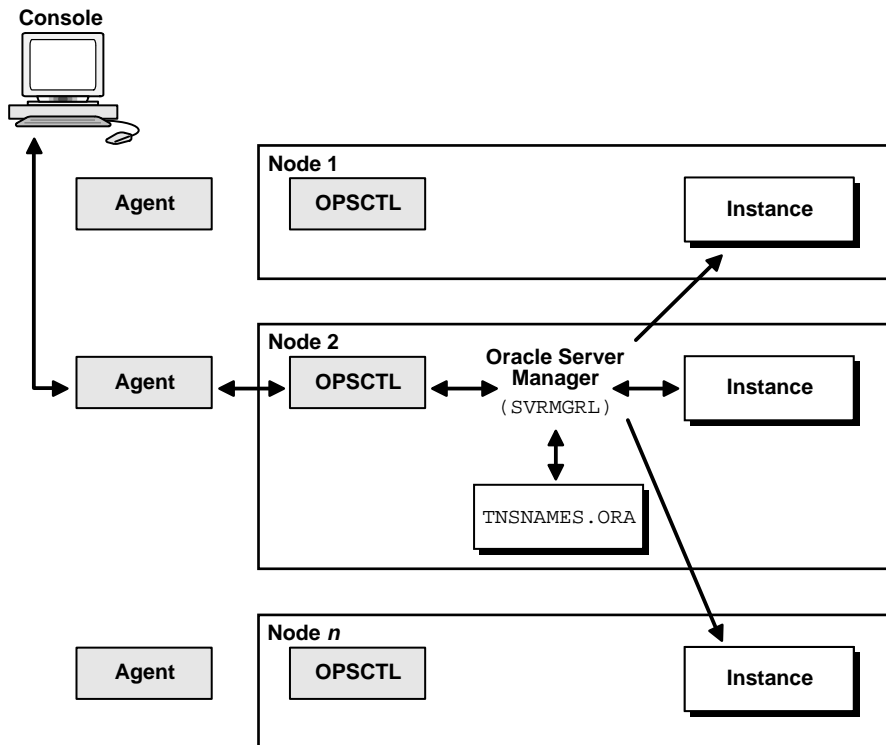 Console
Node 1
Agent
OPSCTL
Instance
Node 2
Agent
OPSCTL
Oracle Server
Manager
(SVRMGRL)
Instance
TNSNAMES.ORA
Node n
Agent
OPSCTL
Instance